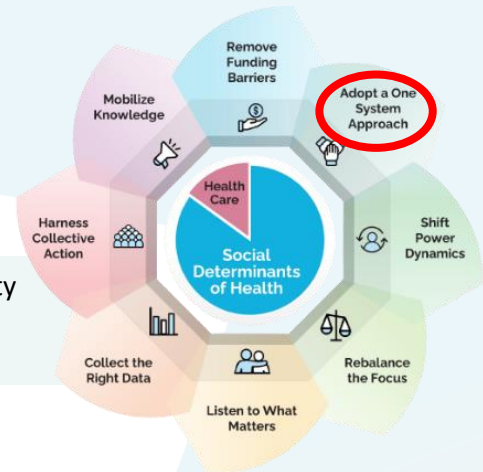 Remove
Funding
Barriers
Adopt a One
System
Approach
Shift
Power
Dynamics
Rebalance
the Focus
Listen to What
Matters
Collect the
Right Data
Harness
Collective
Action
Mobilize
Knowledge
Health
Care
Social
Determinants
of Health